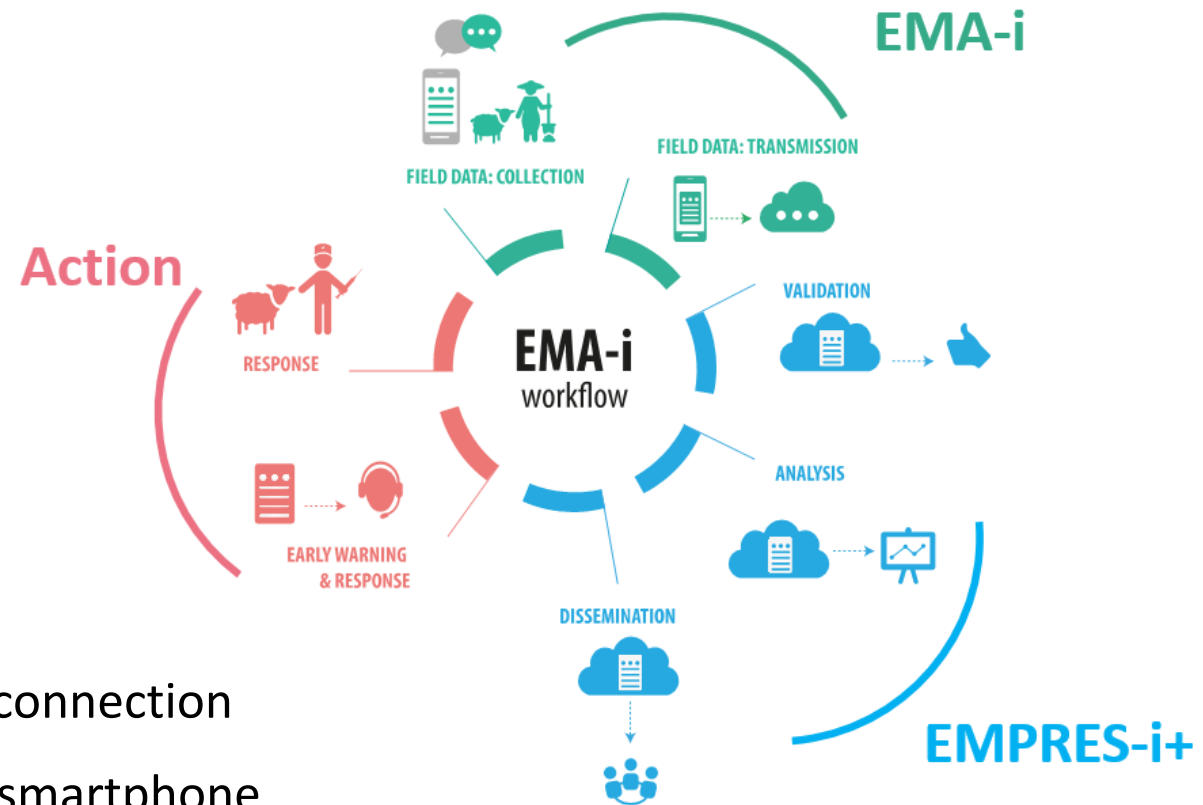 EMA-i
FIELD DATA: COLLECTION
FIELD DATA: TRANSMISSION
VALIDATION
ANALYSIS
DISSEMINATION
EARLY WARNING
& RESPONSE
RESPONSE
Action
EMA-i
workflow
EMPRES-i+
connection
smartphone